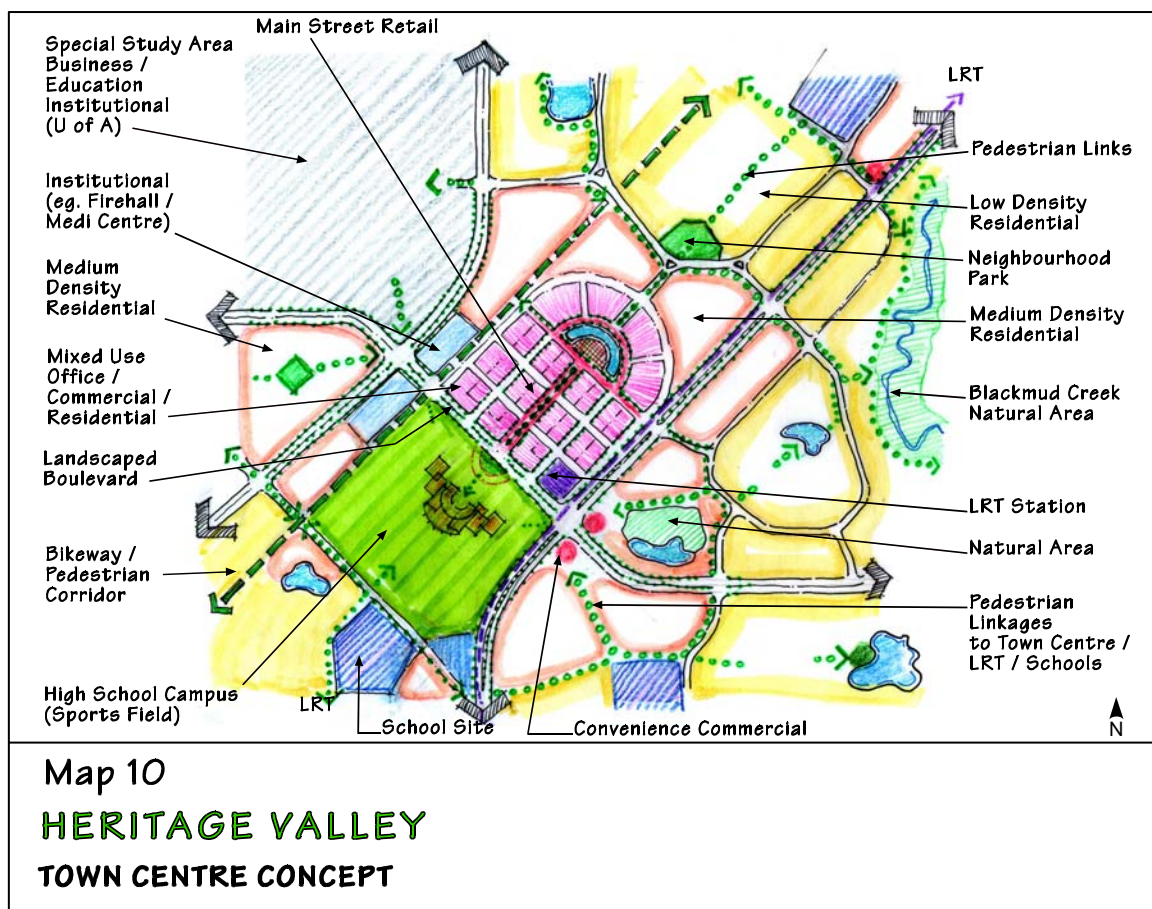 Main Street Retail
Special Study Area
Business /
Education
Institutional
(U of A)
Institutional
(eg. Firehall /
Medi Centre)
Medium
Density
Residential
Mixed Use
Office /
Commercial /
Residential
Landscaped
Boulevard
Bikeway /
Pedestrian
Corridor
High School Campus
(Sports Field)
LRT
School Site
Convenience Commercial
LRT
Pedestrian Links
Low Density
Residential
Neighbourhood
Park
Medium Density
Residential
Blackmud Creek
Natural Area
LRT Station
Natural Area
Pedestrian
Linkages
to Town Centre /
LRT / Schools
N
Map 10
HERITAGE VALLEY
TOWN CENTRE CONCEPT